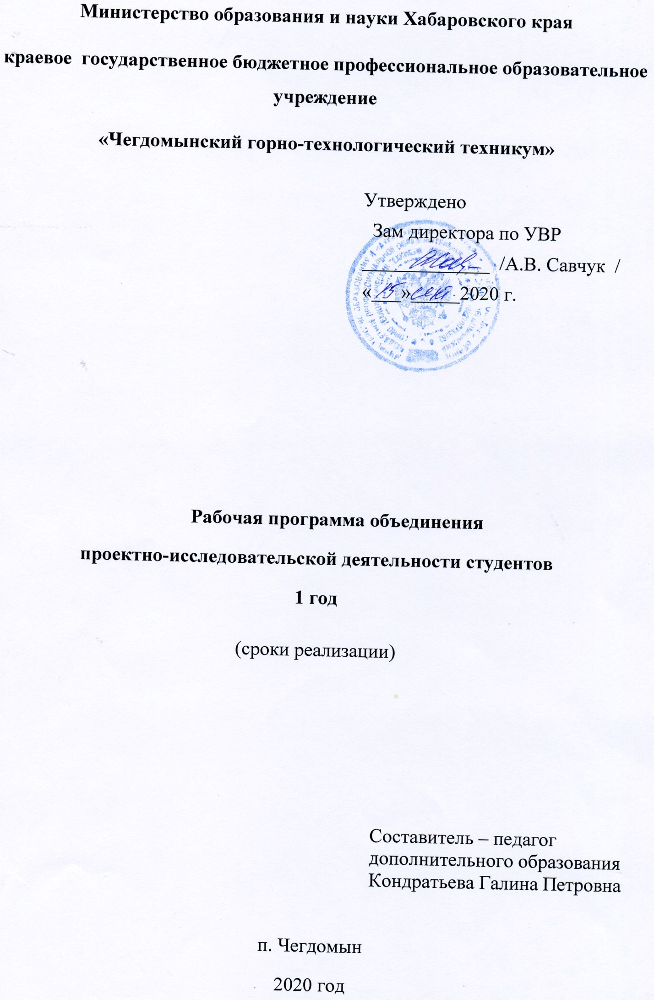 Министерство образования и науки Хабаровского края
краевое государственное бюджетное профессиональное образовательное
учреждение
«Чегдомынский горно-технологический техникум»
Утверждено
Зам директора по УВР
/А.В. Савчук /
«15»сент.2020 г.
Рабочая программа объединения
проектно-исследовательской деятельности студентов
1 год
(сроки реализации)
Составитель – педагог
дополнительного образования
Кондратьева Галина Петровна
п. Чегдомын
2020 год